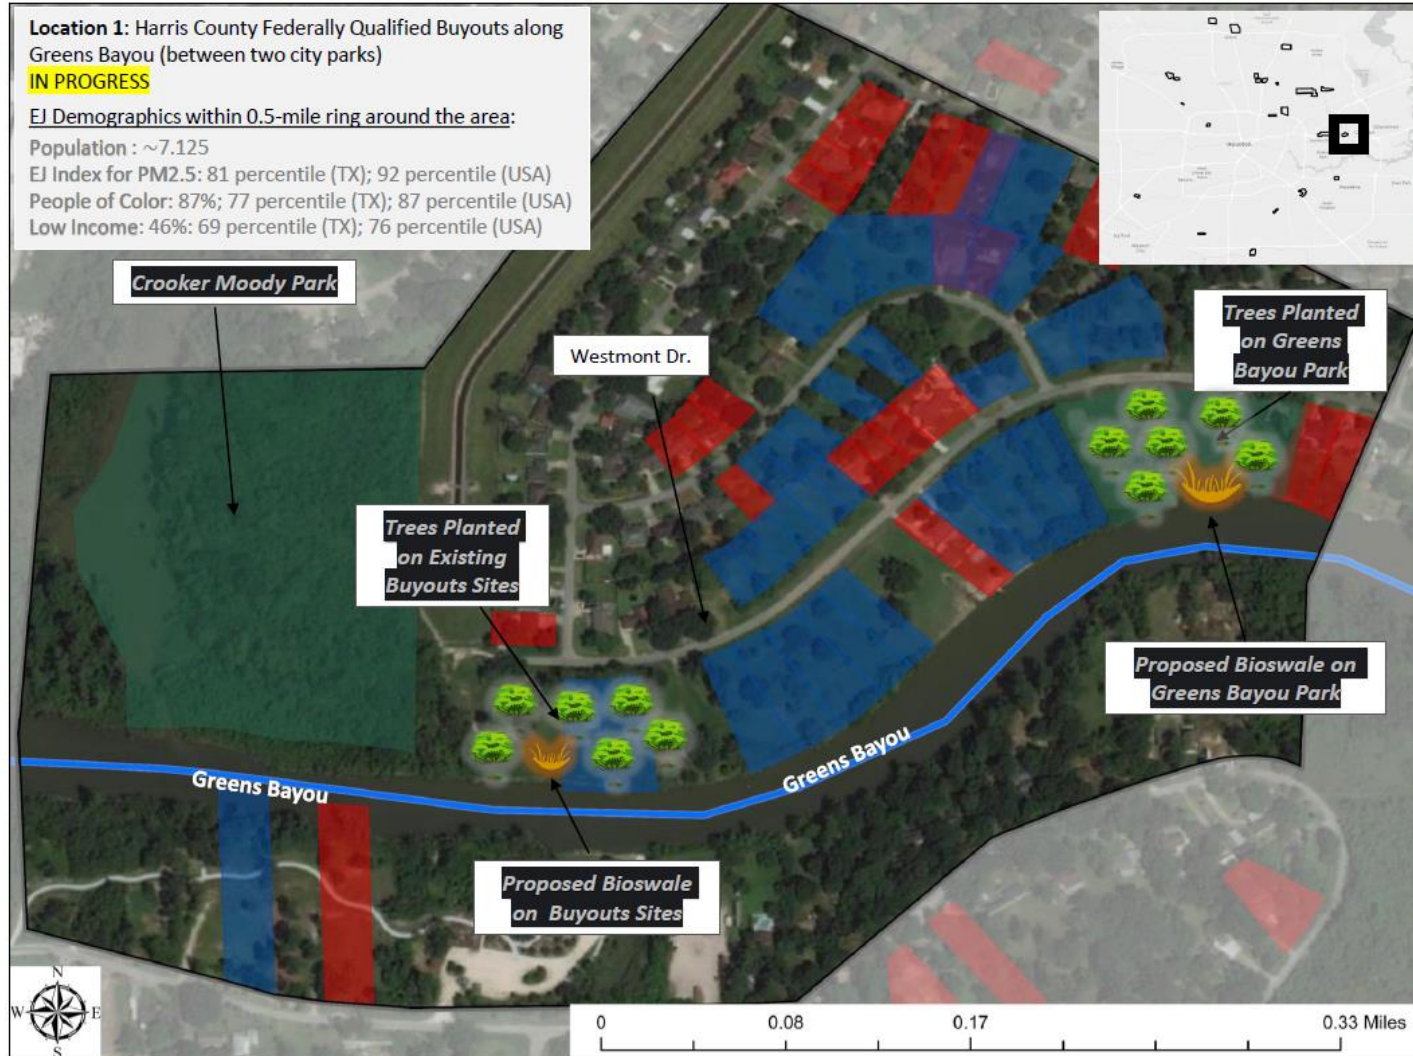 Location 1: Harris County Federally Qualified Buyouts along
Greens Bayou (between two city parks)
IN PROGRESS
EJ Demographics within 0.5-mile ring around the area:
Population : ~7.125
EJ Index for PM2.5: 81 percentile (TX); 92 percentile (USA)
People of Color: 87%; 77 percentile (TX); 87 percentile (USA)
Low Income: 46%: 69 percentile (TX); 76 percentile (USA)
Crooker Moody Park
Westmont Dr.
Trees Planted
on Greens
Bayou Park
Trees Planted
on Existing
Buyouts Sites
Proposed Bioswale on
Greens Bayou Park
Greens Bayou
Greens Bayou
Proposed Bioswale
on Buyouts Sites
N
W E
S
0 0.08 0.17 0.33 Miles